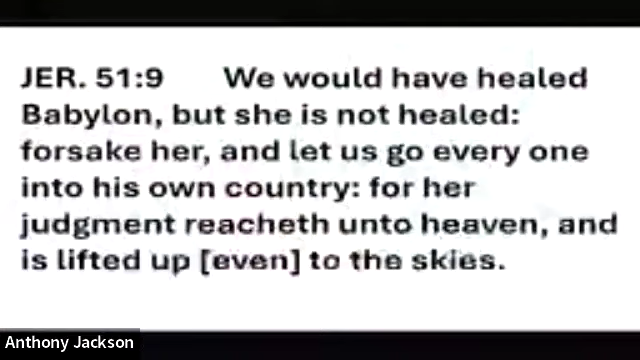 JER. 51:9 We would have healed
Babylon, but she is not healed:
forsake her, and let us go every one
into his own country: for her
judgment reacheth unto heaven, and
is lifted up [even] to the skies.
Anthony Jackson